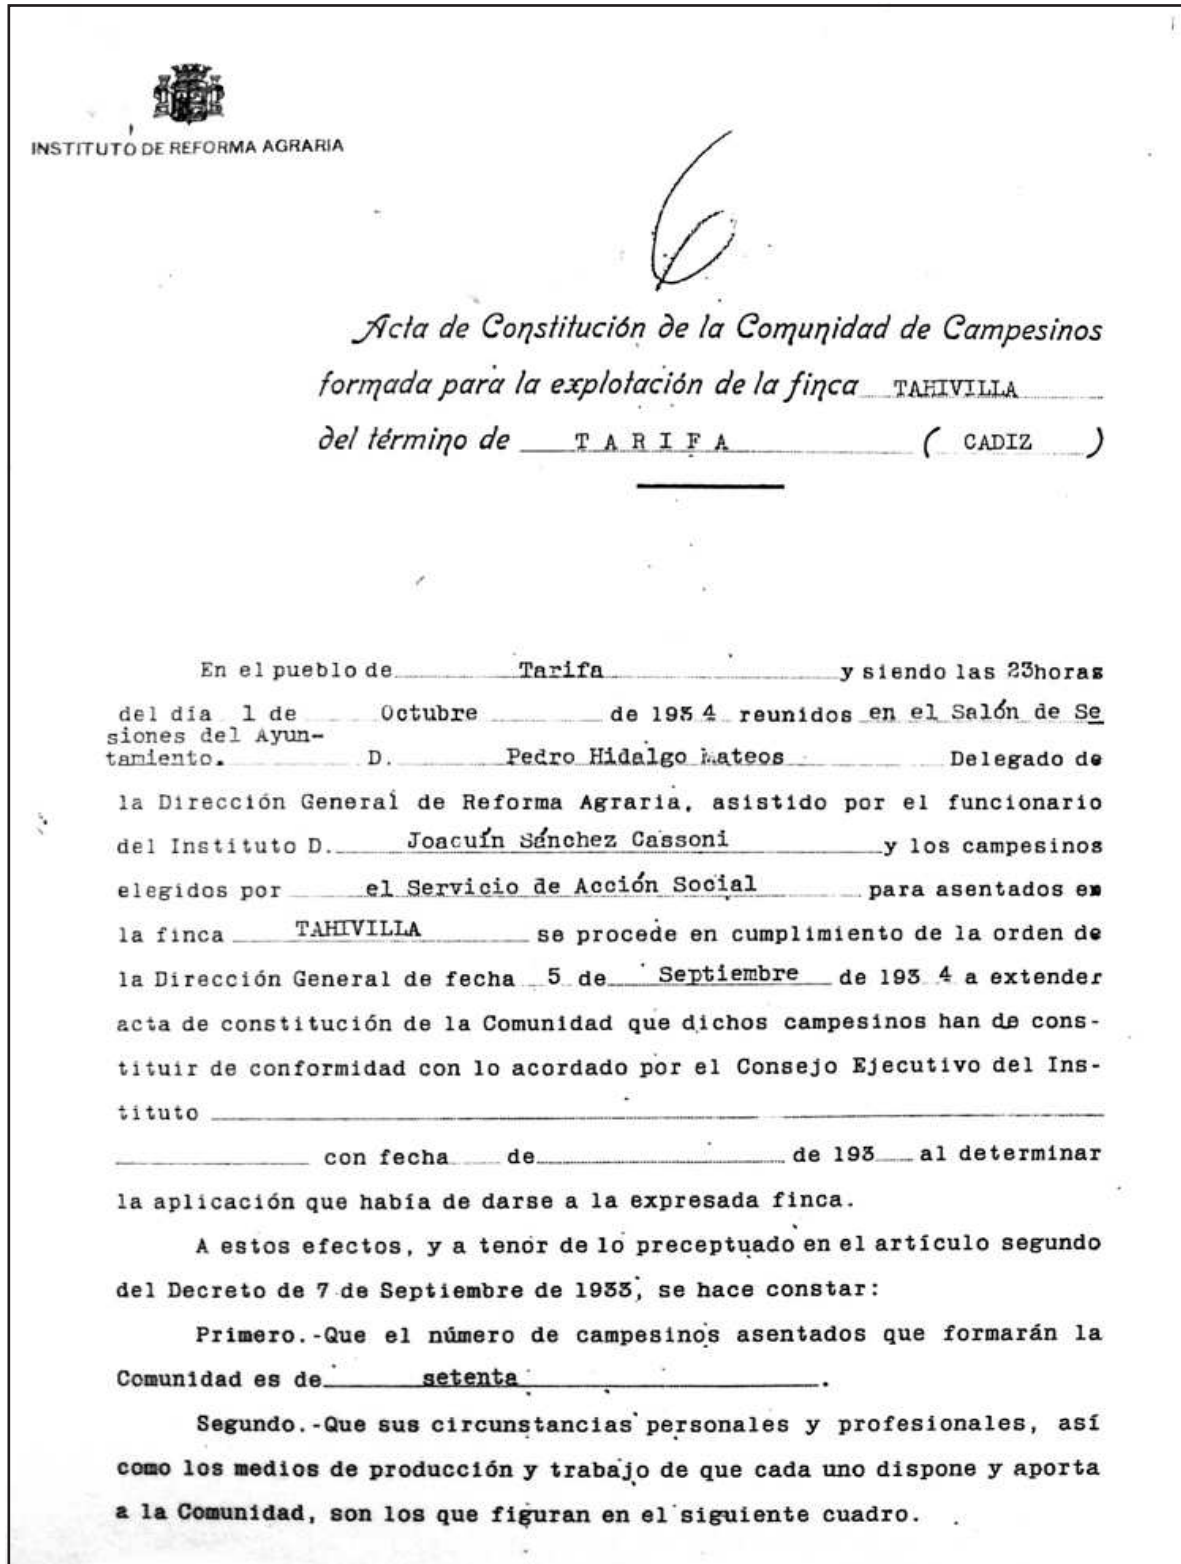 INSTITUTO DE REFORMA AGRARIA
6
Acta de Constitución de la Comunidad de Campesinos
formada para la explotación de la finca TAHIVILLA
del término de T A R I F A ( CADIZ )
En el pueblo de Tarifa y siendo las 23horas
del día 1 de Octubre de 1934 reunidos en el Salón de Se
siones del Ayun-
tamiento. D. Pedro Hidalgo Mateos Delegado de
la Dirección General de Reforma Agraria, asistido por el funcionario
del Instituto D. Joacuín Sánchez Cassoni y los campesinos
elegidos por el Servicio de Acción Social para asentados en
la finca TAHIVILLA se procede en cumplimiento de la orden de
la Dirección General de fecha 5 de Septiembre de 193 4 a extender
acta de constitución de la Comunidad que dichos campesinos han de cons-
tituir de conformidad con lo acordado por el Consejo Ejecutivo del Ins-
tituto
con fecha de de 193 al determinar
la aplicación que había de darse a la expresada finca.
A estos efectos, y a tenor de lo preceptuado en el artículo segundo
del Decreto de 7 de Septiembre de 1933, se hace constar:
Primero.-Que el número de campesinos asentados que formarán la
Comunidad es de setenta.
Segundo.-Que sus circunstancias personales y profesionales, así
como los medios de producción y trabajo de que cada uno dispone y aporta
a la Comunidad, son los que figuran en el siguiente cuadro.